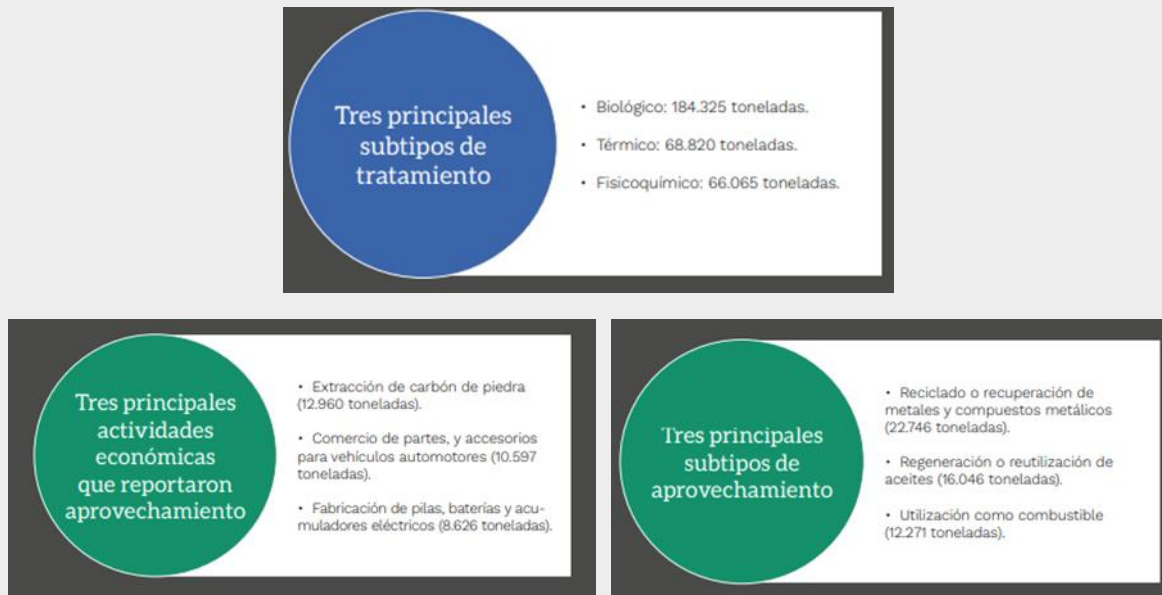 Tres principales
subtipos de
tratamiento
• Biológico: 184.325 toneladas.
• Térmico: 68.820 toneladas.
• Fisicoquímico: 66.065 toneladas.
Tres principales
actividades
económicas
que reportaron
aprovechamiento
• Extracción de carbón de piedra
(12.960 toneladas).
• Comercio de partes, y accesorios
para vehículos automotores (10.597
toneladas).
• Fabricación de pilas, baterías y acu-
muladores eléctricos (8.626 toneladas).
Tres principales
subtipos de
aprovechamiento
• Reciclado o recuperación de
metales y compuestos metálicos
(22.746 toneladas).
• Regeneración o reutilización de
aceites (16.046 toneladas).
• Utilización como combustible
(12.271 toneladas).